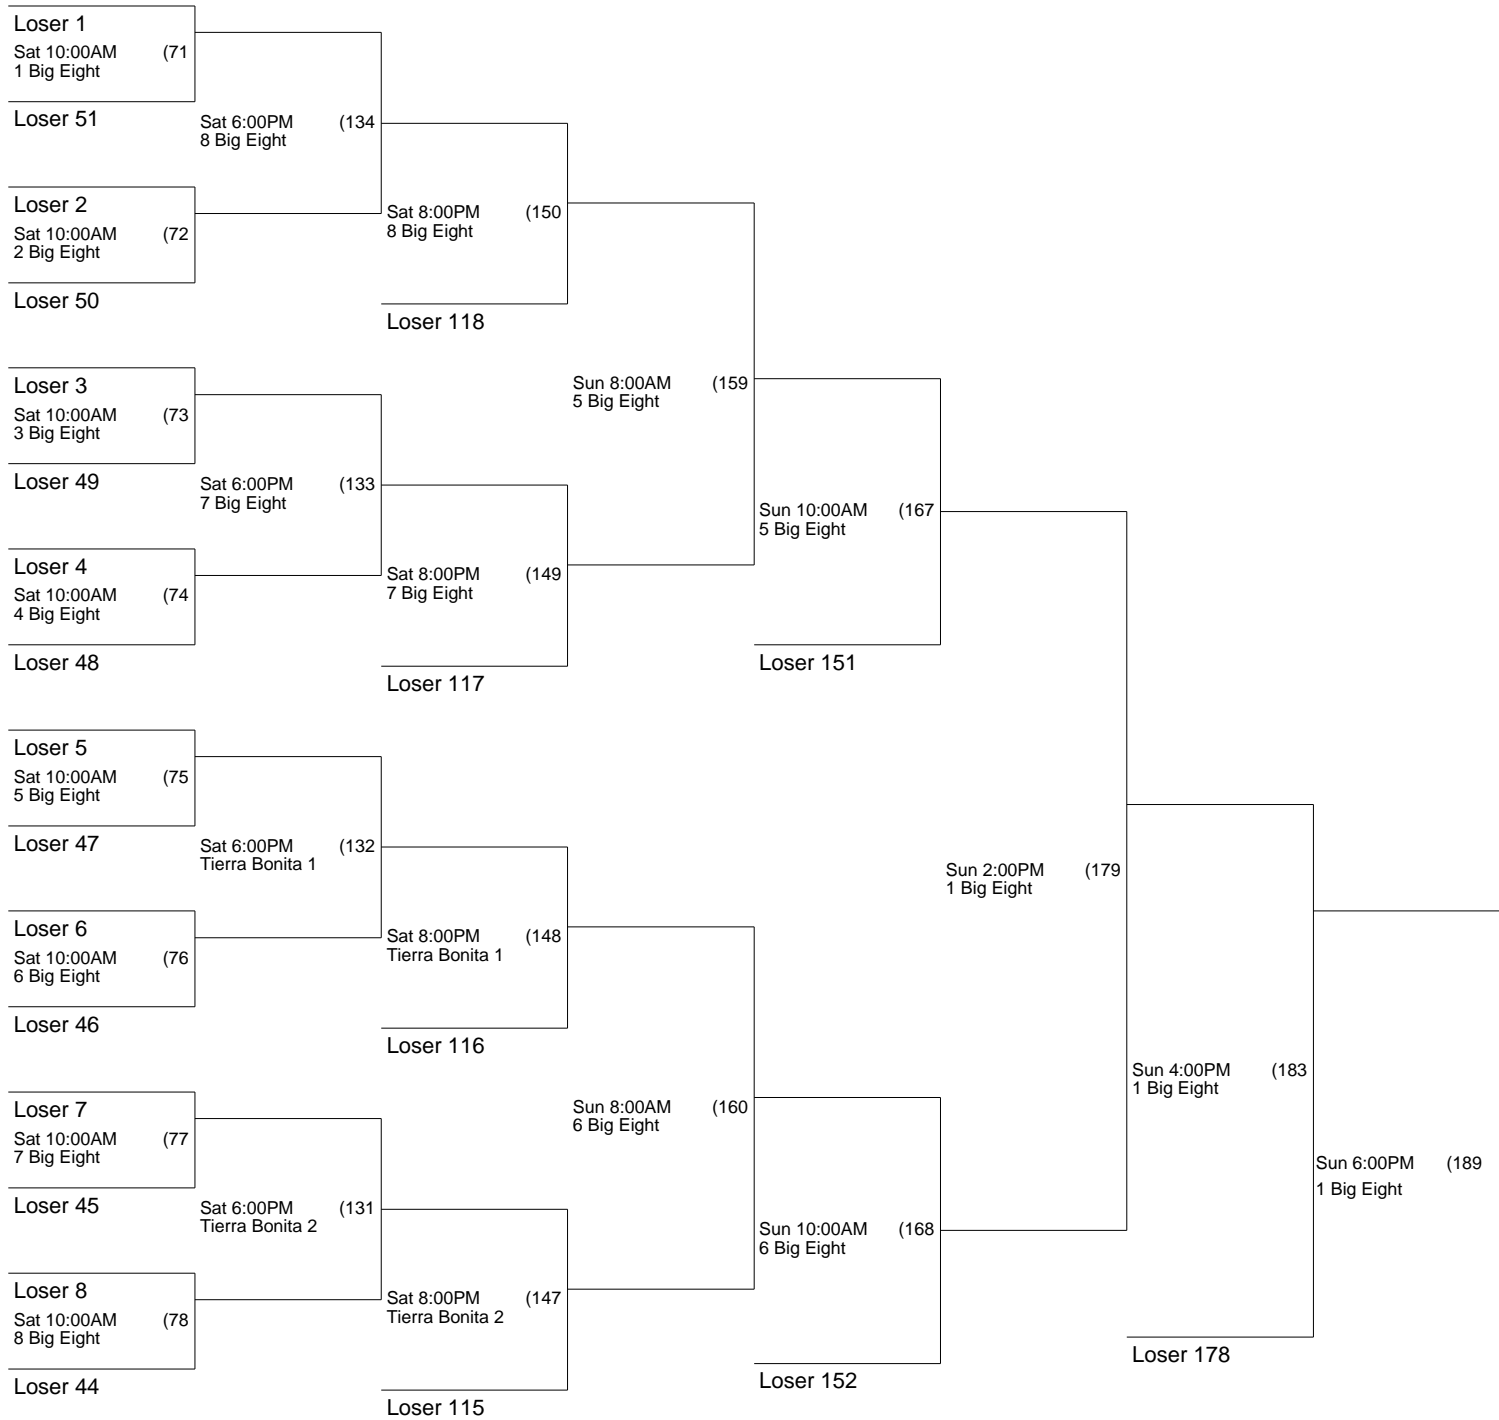 Loser 1
Sat 10:00AM (71
1 Big Eight
Loser 51
Sat 6:00PM (134
8 Big Eight
Loser 2
Sat 10:00AM (72
2 Big Eight
Loser 50
Sat 8:00PM (150
8 Big Eight
Loser 118
Loser 3
Sat 10:00AM (73
3 Big Eight
Loser 49
Sun 8:00AM (159
5 Big Eight
Sat 6:00PM (133
7 Big Eight
Loser 4
Sat 10:00AM (74
4 Big Eight
Loser 48
Sat 8:00PM (149
7 Big Eight
Loser 117
Sun 10:00AM (167
5 Big Eight
Loser 151
Loser 5
Sat 10:00AM (75
5 Big Eight
Loser 47
Sat 6:00PM (132
Tierra Bonita 1
Loser 6
Sat 10:00AM (76
6 Big Eight
Loser 46
Sat 8:00PM (148
Tierra Bonita 1
Loser 116
Sun 2:00PM (179
1 Big Eight
Loser 7
Sat 10:00AM (77
7 Big Eight
Loser 45
Sun 8:00AM (160
6 Big Eight
Sat 6:00PM (131
Tierra Bonita 2
Loser 8
Sat 10:00AM (78
8 Big Eight
Loser 44
Sat 8:00PM (147
Tierra Bonita 2
Loser 115
Sun 10:00AM (168
6 Big Eight
Loser 152
Sun 4:00PM (183
1 Big Eight
Loser 178
Sun 6:00PM (189
1 Big Eight